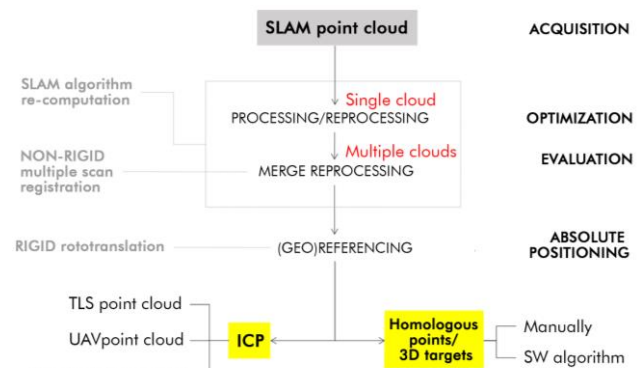 SLAM point cloud
ACQUISITION
SLAM algorithm
re-computation
Single cloud
PROCESSING/REPROCESSING
OPTIMIZATION
Multiple clouds
EVALUATION
NON-RIGID
multiple scan
registration
MERGE REPROCESSING
RIGID rototranslation
(GEO)REFERENCING
ABSOLUTE
POSITIONING
TLS point cloud
UAVpoint cloud
ICP
Homologous
points/
3D targets
Manually
SW algorithm